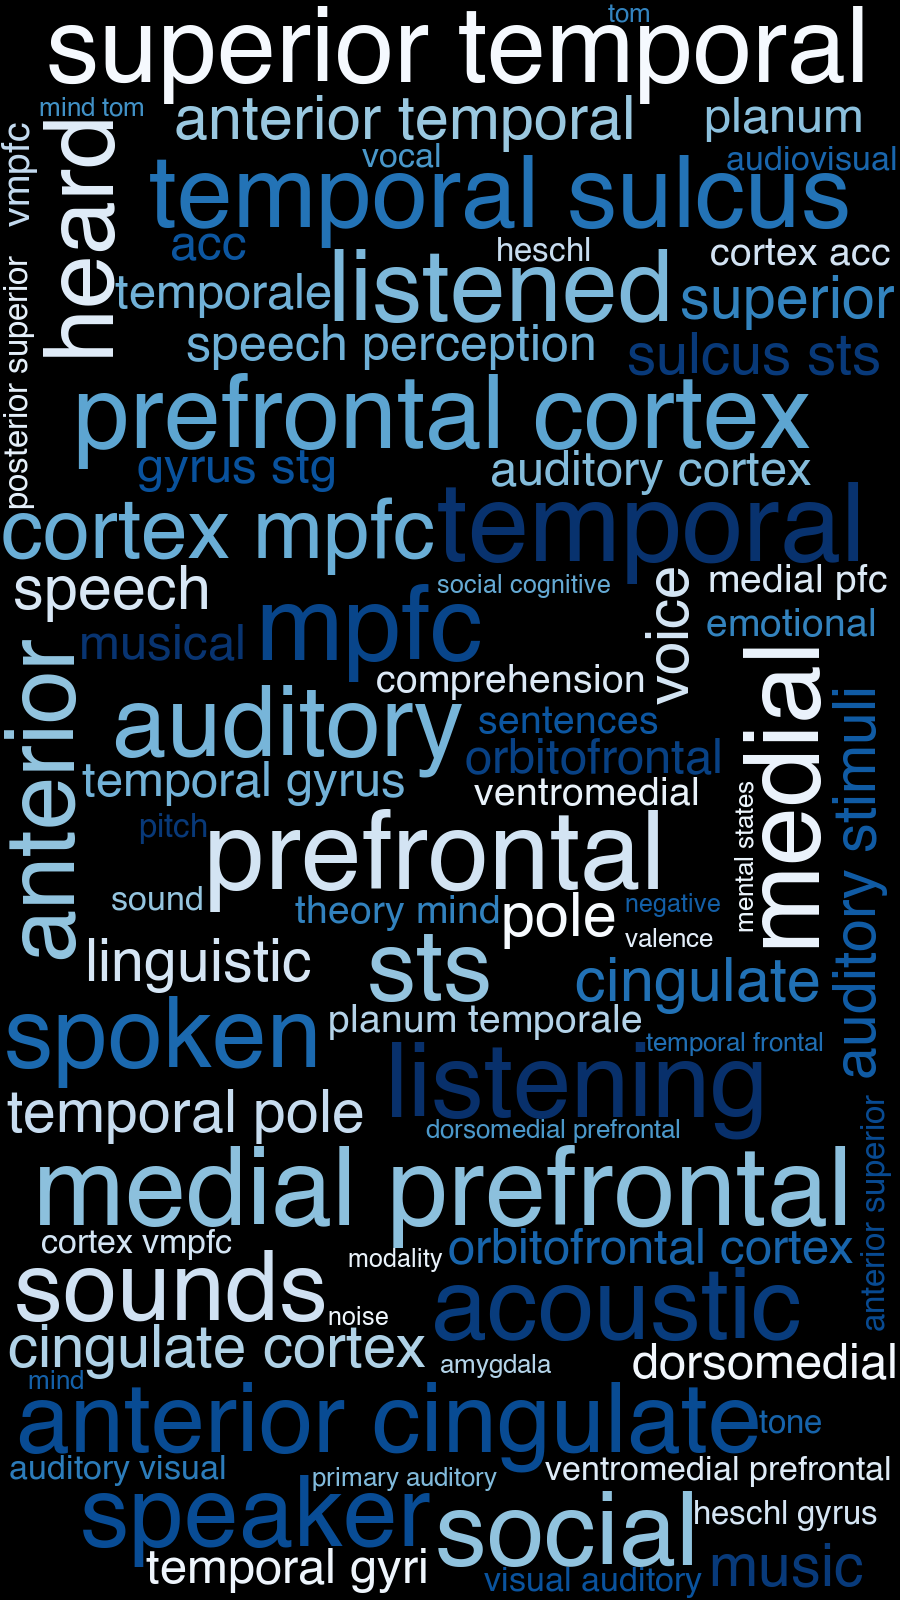 tom
superior temporal
mind tom
anterior temporal
planum
vmpfc
heard
vocal
audiovisual
temporal sulcus
acc
heschl
cortex acc
posterior superior
temporale
listened
superior
speech perception
sulcus sts
prefrontal cortex
gyrus stg
auditory cortex
cortex mpfc
temporal
speech
social cognitive
voice
medial pfc
musical
mpfc
emotional
anterior
comprehension
medial
auditory
sentences
auditory stimuli
orbitofrontal
temporal gyrus
ventromedial
mental states
pitch
prefrontal
sound
theory mind
pole
negative
valence
linguistic
sts
cingulate
spoken
planum temporale
temporal frontal
listening
temporal pole
dorsomedial prefrontal
anterior superior
medial prefrontal
cortex vmpfc
modality
orbitofrontal cortex
sounds
noise
acoustic
cingulate cortex
amygdala
dorsomedial
mind
anterior cingulate
tone
auditory visual
primary auditory
ventromedial prefrontal
speaker
social
heschl gyrus
temporal gyri
visual auditory
music